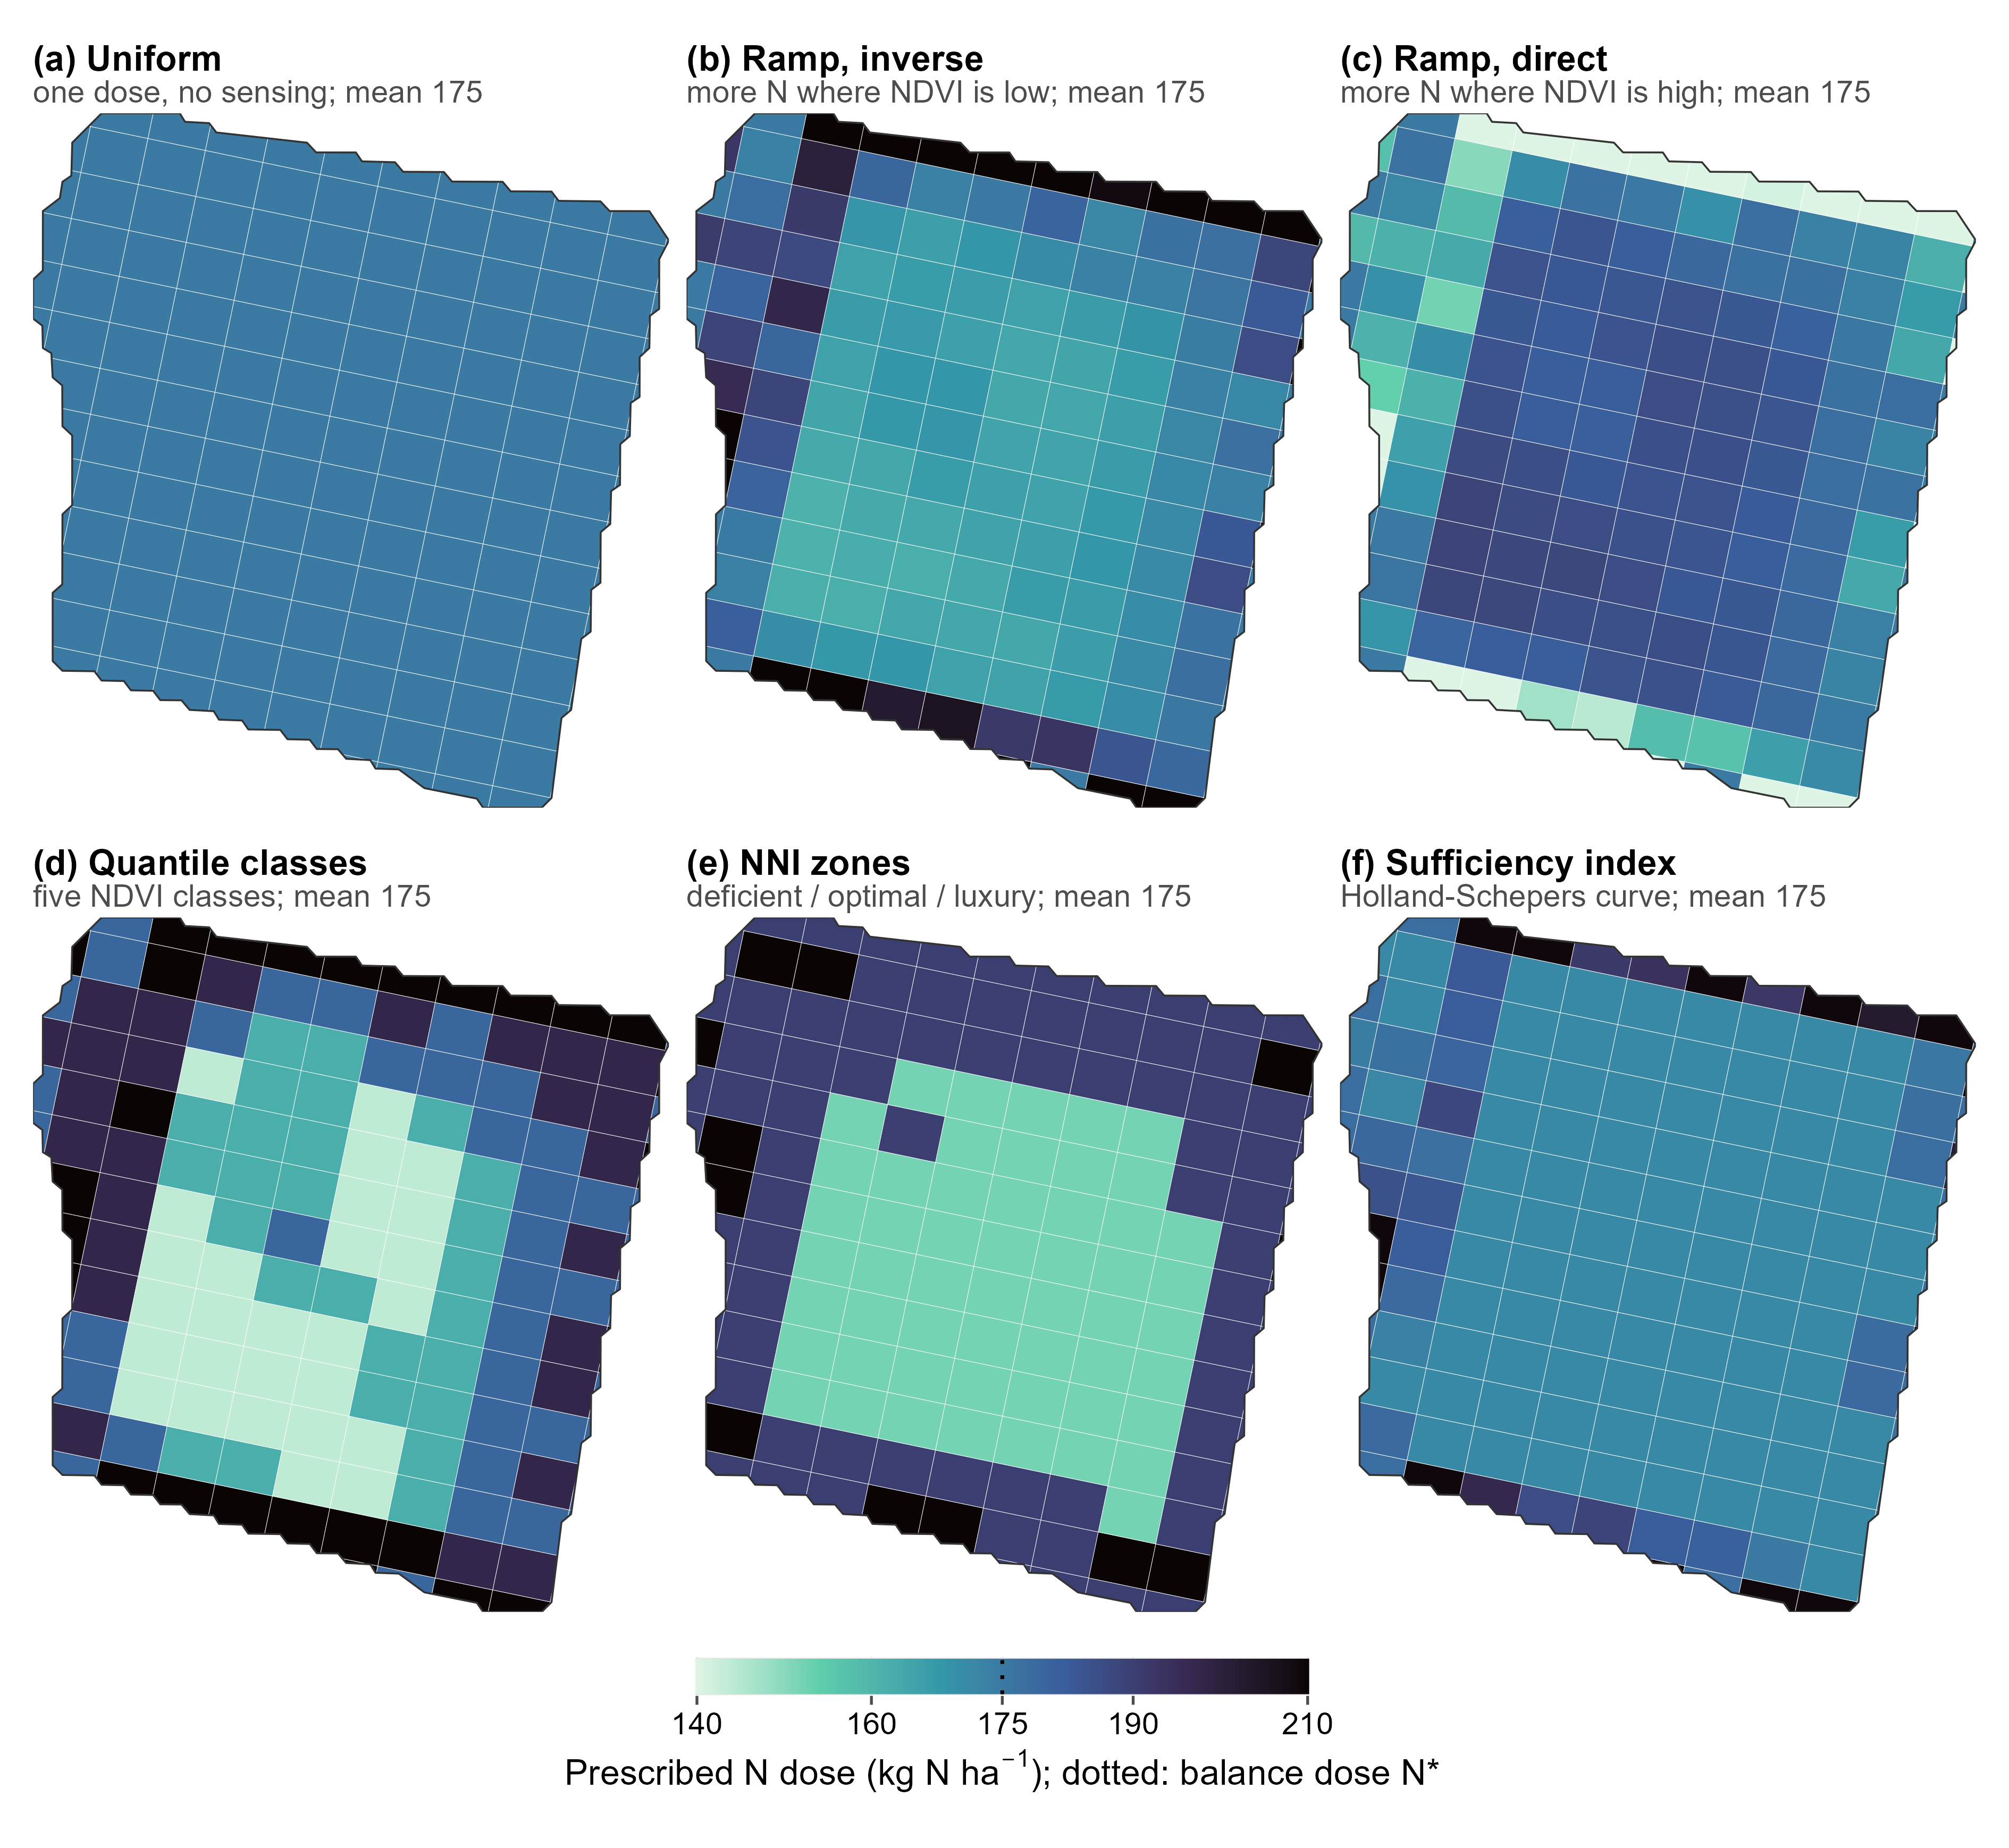 (a) Uniform
one dose, no sensing; mean 175
(b) Ramp, inverse
more N where NDVI is low; mean 175
(c) Ramp, direct
more N where NDVI is high; mean 175
(d) Quantile classes
five NDVI classes; mean 175
(e) NNI zones
deficient / optimal / luxury; mean 175
(f) Sufficiency index
Holland-Schepers curve; mean 175
140 160 175 190 210
Prescribed N dose (kg N ha⁻¹); dotted: balance dose N*